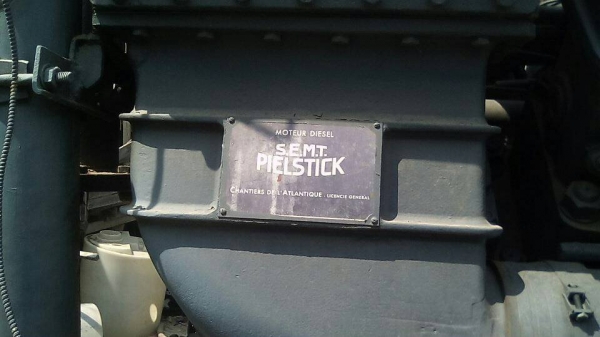 MOTEUR DIESEL
S.E.M.T.
PIELSTICK
CHANTIERS DE L'ATLANTIQUE . LICENCIÉ GÉNÉRAL